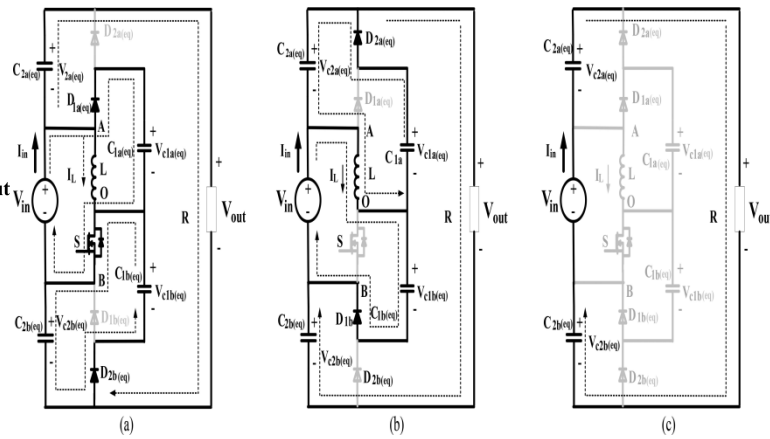 D2a(eq)
C2a(eq)
+
V2a(eq)
-
D1a(eq)
A
C1a(eq)
+
Vc1a(eq)
-
Iin
IL
L
O
ut
Vin
+
-
R
+
Vout
-
S
B
C1b(eq)
+
Vc1b(eq)
-
C2b(eq)
+
Vc2b(eq)
-
D1b(eq)
D2b(eq)
(a)
D2a(eq)
C2a(eq)
+
Vc2a(eq)
-
D1a(eq)
A
C1a
+
Vc1a(eq)
-
Iin
IL
L
O
Vin
+
-
R
+
Vout
-
S
B
D1b
C1b(eq)
+
Vc1b(eq)
-
C2b(eq)
+
Vc2b(eq)
-
D2b(eq)
(b)
D2a(eq)
C2a(eq)
+
Vc2a(eq)
-
D1a(eq)
A
C1a(eq)
+
Vc1a(eq)
-
Iin
IL
L
O
Vin
+
-
R
+
Vout
-
S
B
C1b(eq)
+
Vc1b(eq)
-
D1b(eq)
C2b(eq)
+
Vc2b(eq)
-
D2b(eq)
(c)